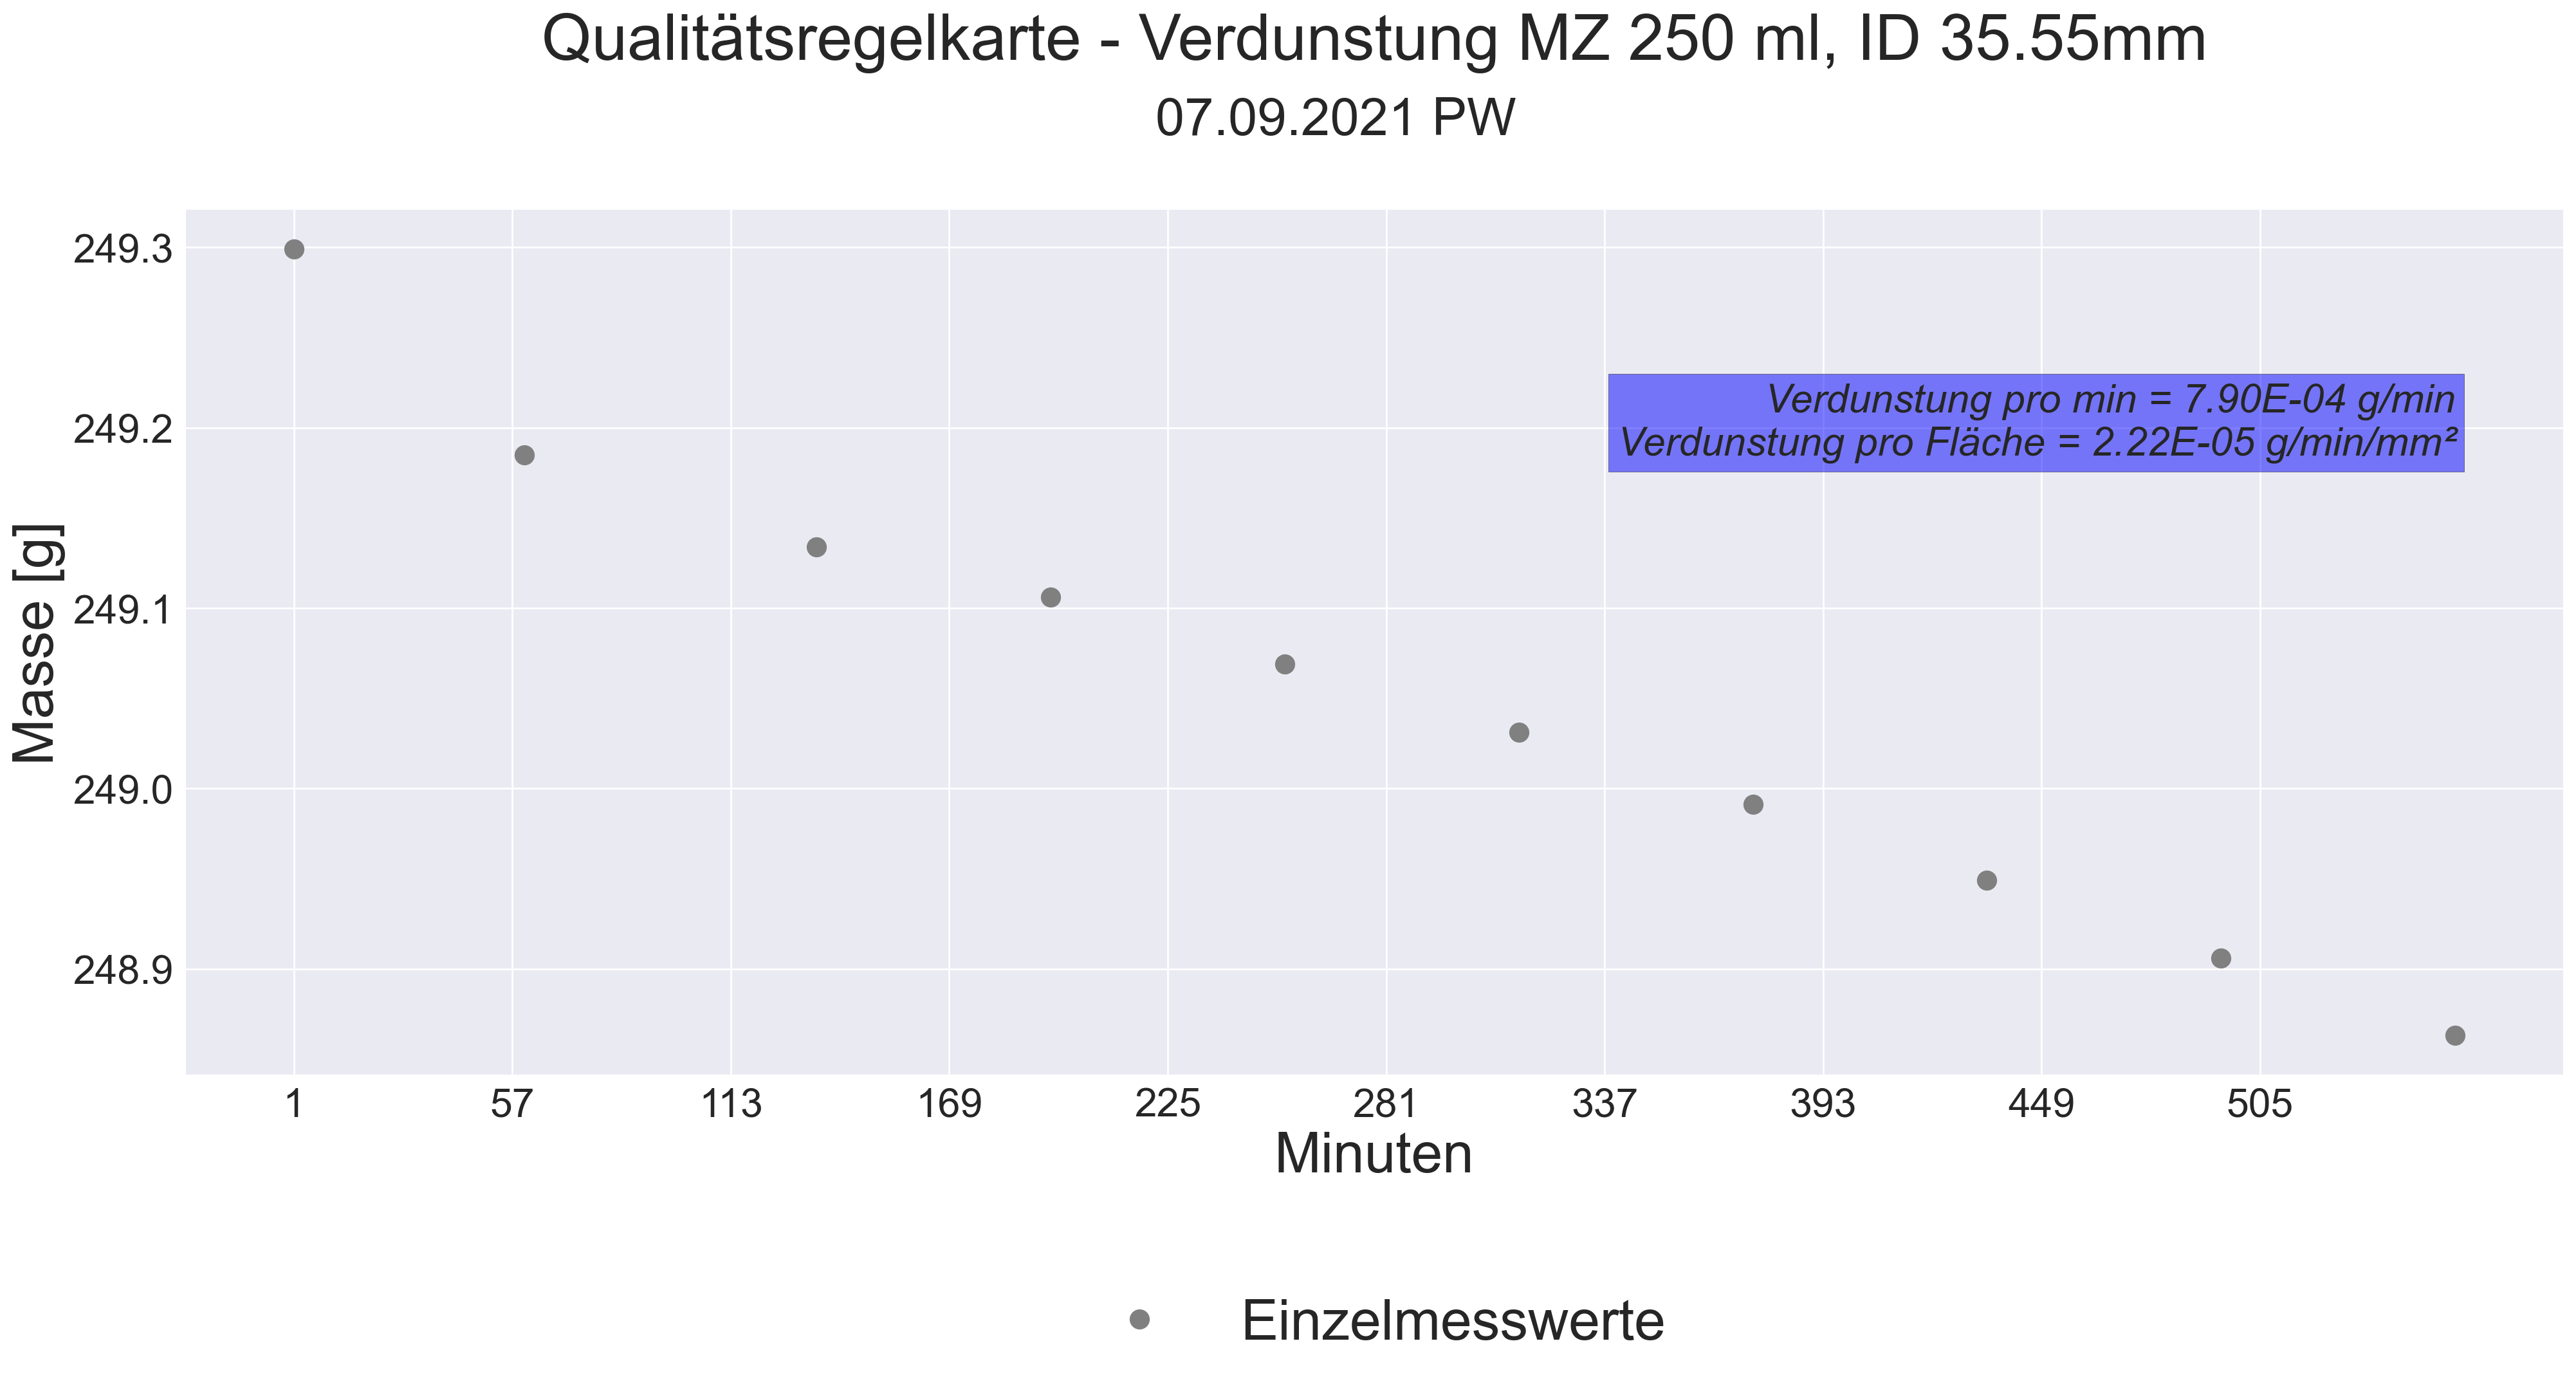 Qualitätsregelkarte - Verdunstung MZ 250 ml, ID 35.55mm
07.09.2021 PW
249.3
249.2
249.1
249.0
248.9
Masse [g]
Verdunstung pro min = 7.90E-04 g/min
Verdunstung pro Fläche = 2.22E-05 g/min/mm²
1 57 113 169 225 281 337 393 449 505
Minuten
Einzelmesswerte